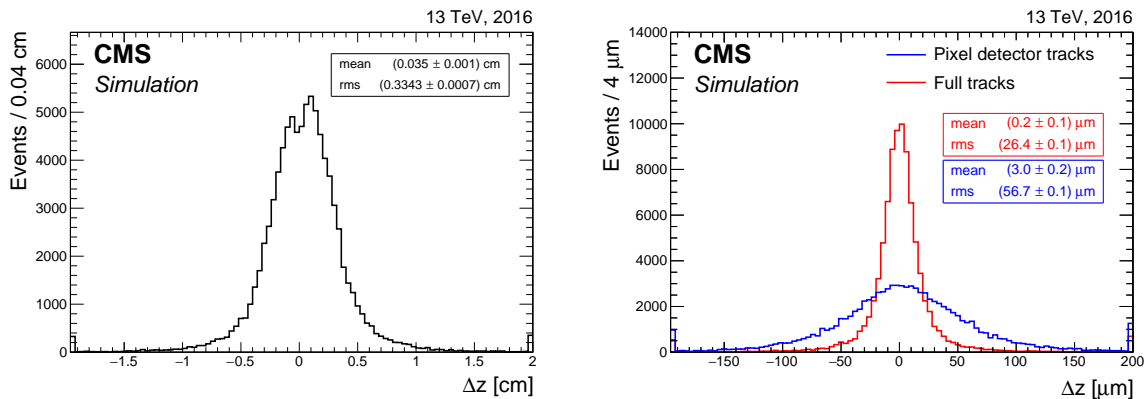 13 TeV, 2016
CMS
Simulation
mean (0.035 ± 0.001) cm
rms (0.3343 ± 0.0007) cm
Events / 0.04 cm
6000
5000
4000
3000
2000
1000
0
−1.5 −1 −0.5 0 0.5 1 1.5 2
Δz [cm]
13 TeV, 2016
CMS
Simulation
Pixel detector tracks
Full tracks
mean (0.2 ± 0.1) μm
rms (26.4 ± 0.1) μm
mean (3.0 ± 0.2) μm
rms (56.7 ± 0.1) μm
Events / 4 μm
14000
12000
10000
8000
6000
4000
2000
0
−150 −100 −50 0 50 100 150 200
Δz [μm]